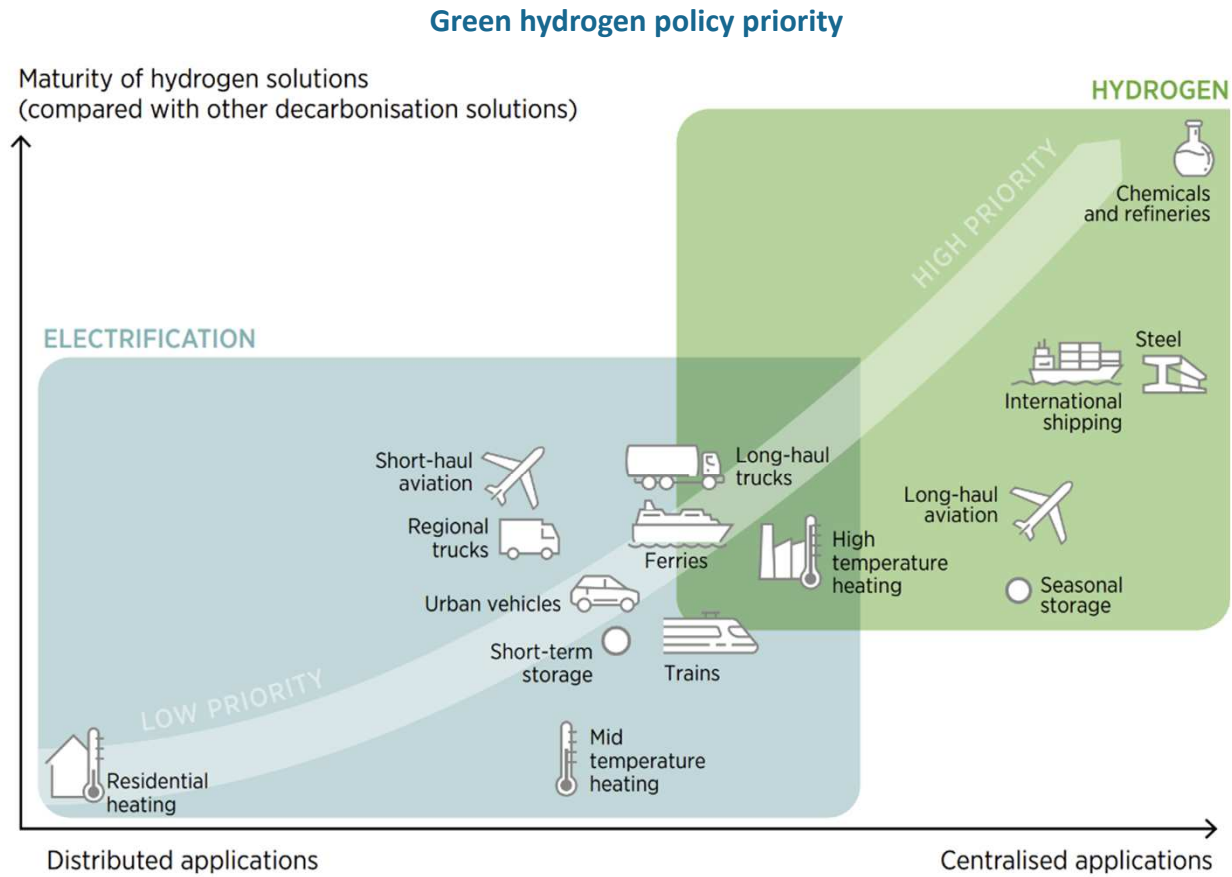 Green hydrogen policy priority
Maturity of hydrogen solutions
(compared with other decarbonisation solutions)
HYDROGEN
HIGH PRIORITY
Chemicals
and refineries
ELECTRIFICATION
Steel
International
shipping
Short-haul
aviation
Long-haul
trucks
Long-haul
aviation
Regional
trucks
Ferries
High
temperature
heating
Urban vehicles
Seasonal
storage
Short-term
storage
Trains
LOW PRIORITY
Mid
temperature
heating
Residential
heating
Distributed applications
Centralised applications